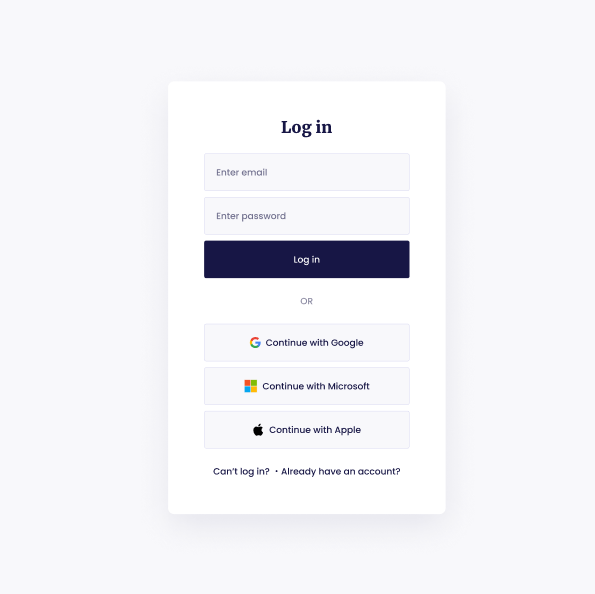 Log in
Enter email
Enter password
Log in
OR
Continue with Google
Continue with Microsoft
Continue with Apple
Can't log in? • Already have an account?